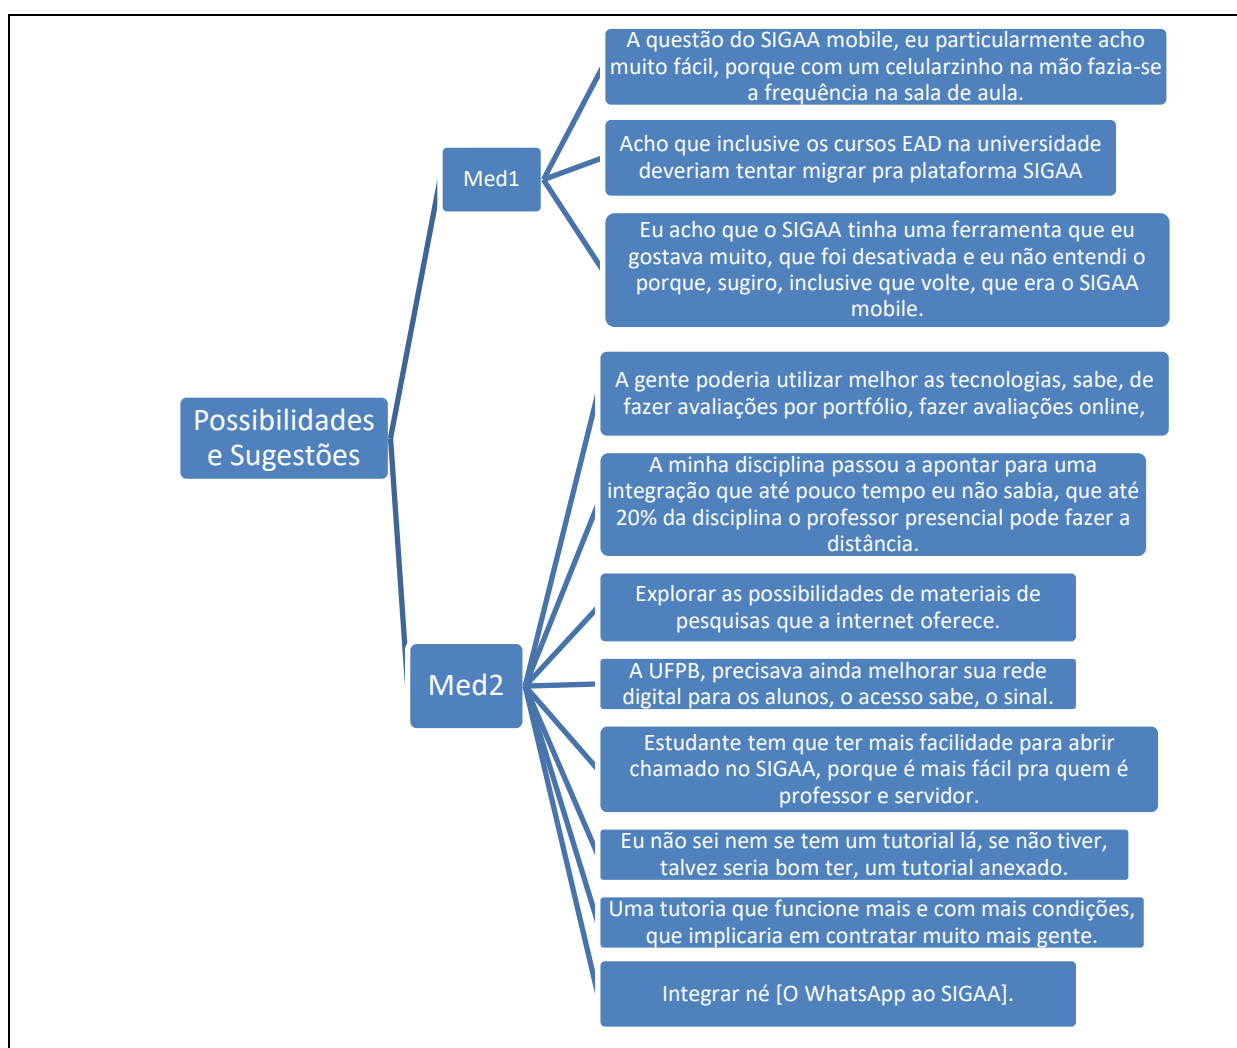 A questão do SIGAA mobile, eu particularmente acho
muito fácil, porque com um celularzinho na mão fazia-se
a frequência na sala de aula.
Acho que inclusive os cursos EAD na universidade
deveriam tentar migrar pra plataforma SIGAA
Med1
Eu acho que o SIGAA tinha uma ferramenta que eu
gostava muito, que foi desativada e eu não entendi o
porque, sugiro, inclusive que volte, que era o SIGAA
mobile.
Possibilidades
e Sugestões
A gente poderia utilizar melhor as tecnologias, sabe, de
fazer avaliações por portfólio, fazer avaliações online,
A minha disciplina passou a apontar para uma
integração que até pouco tempo eu não sabia, que até
20% da disciplina o professor presencial pode fazer a
distância.
Explorar as possibilidades de materiais de
pesquisas que a internet oferece.
Med2
A UFPB, precisava ainda melhorar sua rede
digital para os alunos, o acesso sabe, o sinal.
Estudante tem que ter mais facilidade para abrir
chamado no SIGAA, porque é mais fácil pra quem é
professor e servidor.
Eu não sei nem se tem um tutorial lá, se não tiver,
talvez seria bom ter, um tutorial anexado.
Uma tutoria que funcione mais e com mais condições,
que implicaria em contratar muito mais gente.
Integrar né [O WhatsApp ao SIGAA].